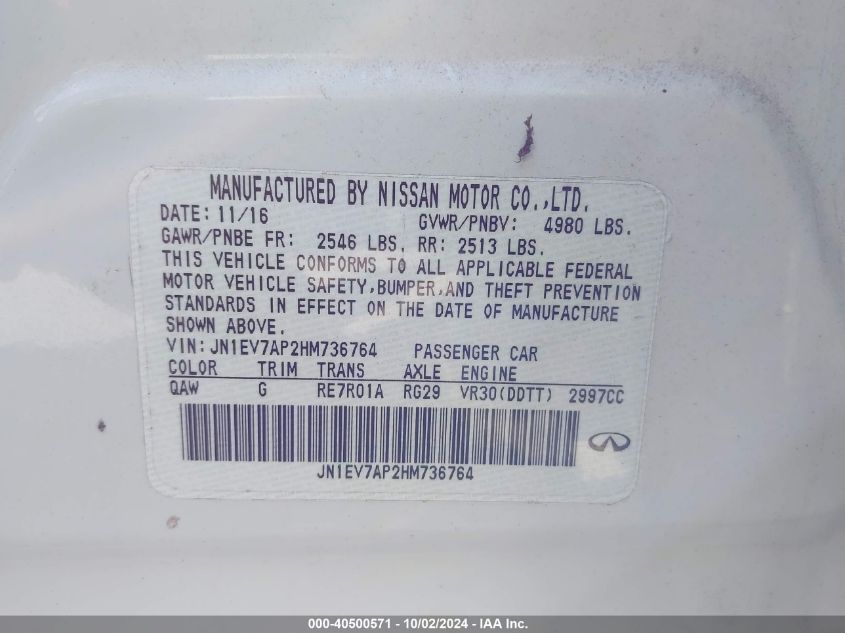 MANUFACTURED BY NISSAN MOTOR CO.,LTD.
DATE: 11/16 GVWR/PNBV: 4980 LBS.
GAWR/PNBE FR: 2546 LBS. RR: 2513 LBS.
THIS VEHICLE CONFORMS TO ALL APPLICABLE FEDERAL
MOTOR VEHICLE SAFETY,BUMPER,AND THEFT PREVENTION
STANDARDS IN EFFECT ON THE DATE OF MANUFACTURE
SHOWN ABOVE.
VIN:JN1EV7AP2HM736764 PASSENGER CAR
COLOR TRIM TRANS AXLE ENGINE
QAW G RE7R01A RG29 VR30(DDTT) 2997CC
JN1EV7AP2HM736764
000-40500571 - 10/02/2024 - IAA Inc.